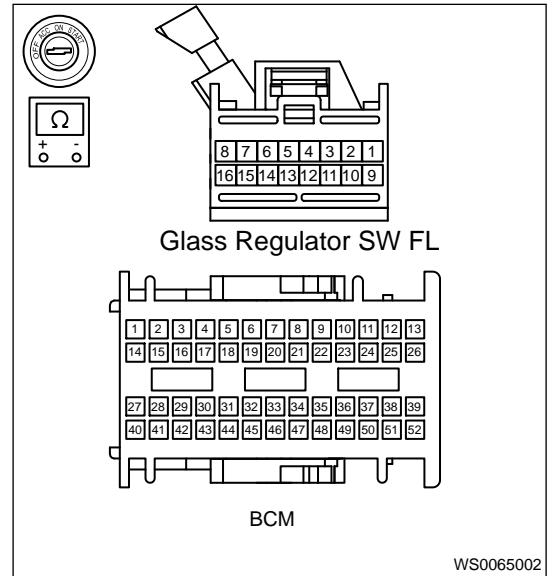 OFF ACC ON START
Ω
+ -
8 7 6 5 4 3 2 1
16 15 14 13 12 11 10 9
Glass Regulator SW FL
1 2 3 4 5 6 7 8 9 10 11 12 13
14 15 16 17 18 19 20 21 22 23 24 25 26
27 28 29 30 31 32 33 34 35 36 37 38 39
40 41 42 43 44 45 46 47 48 49 50 51 52
BCM
WS0065002